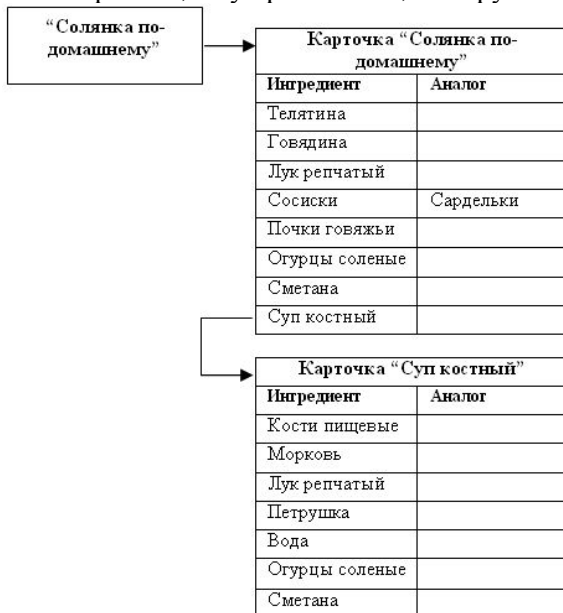 “Солянка по-
домашнему”
Карточка “Солянка по-
домашнему”
Ингредиент Аналог
Телятина
Говядина
Лук репчатый
Сосиски Сардельки
Почки говяжьи
Огурцы соленые
Сметана
Суп костный
Карточка “Суп костный”
Ингредиент Аналог
Кости пищевые
Морковь
Лук репчатый
Петрушка
Вода
Огурцы соленые
Сметана